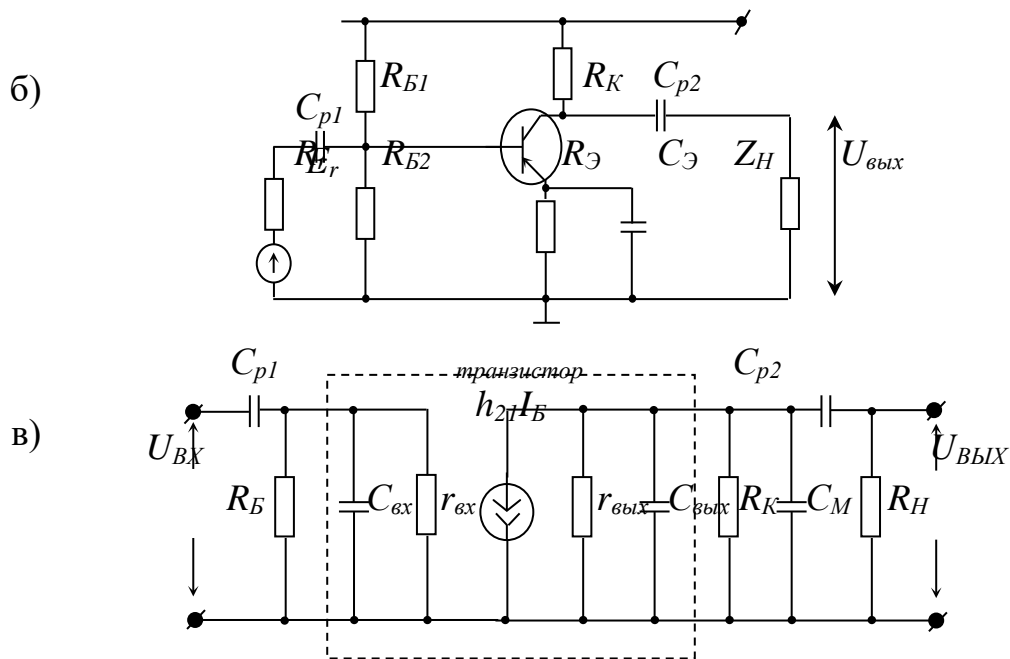 б)
R_Б1
R_К
C_р2
C_р1
R_r
E_r
R_Б2
R_Э
C_Э
Z_Н
U_вых
в)
C_р1
транзистор
C_р2
h_21I_Б
U_ВХ
U_ВЫХ
R_Б
C_вх
r_вх
r_вых
C_вых
R_К
C_М
R_Н